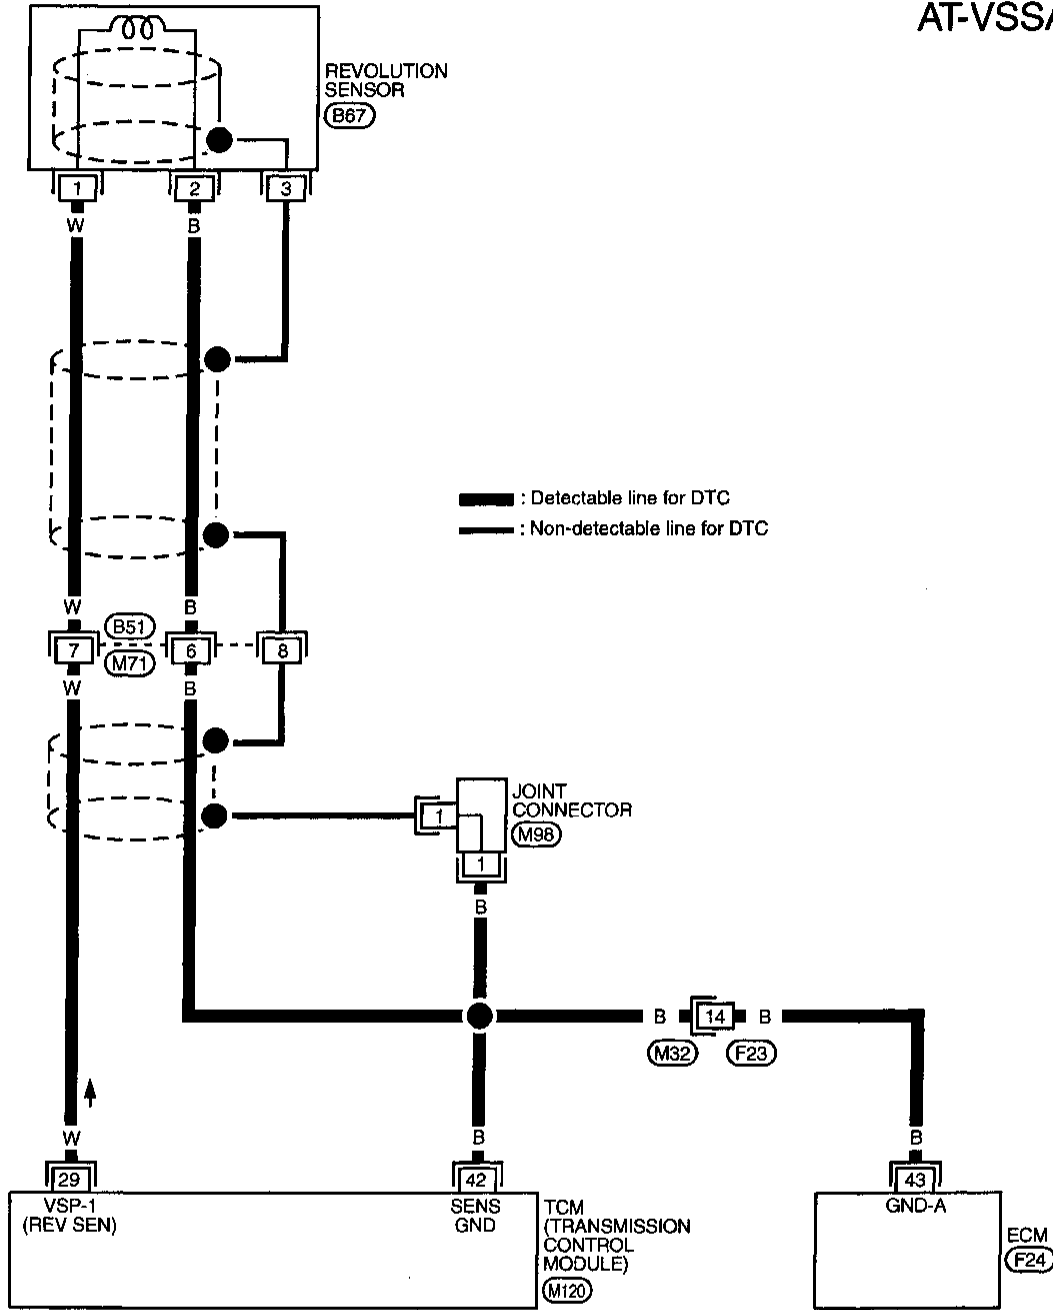 AT-VSSA
REVOLUTION
SENSOR
B67
1
2
3
W
B
: Detectable line for DTC
: Non-detectable line for DTC
W
B
B51
7
6
8
M71
W
B
JOINT
CONNECTOR
1
M98
1
B
B
14
B
M32
F23
W
B
B
29
42
43
VSP-1
(REV SEN)
SENS
GND
GND-A
TCM
(TRANSMISSION
CONTROL
MODULE)
M120
ECM
F24